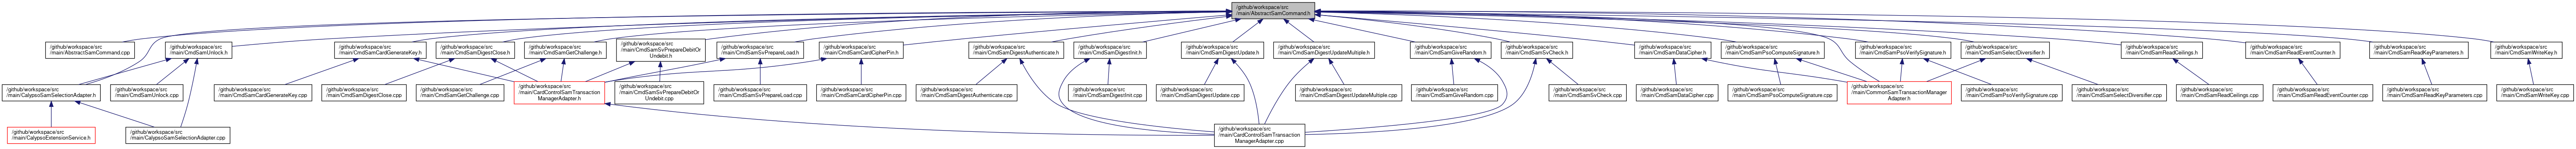 /github/workspace/src
/main/AbstractSamCommand.h
/github/workspace/src
/main/AbstractSamCommand.cpp
/github/workspace/src
/main/CmdSamUnlock.h
/github/workspace/src
/main/CmdSamCardGenerateKey.h
/github/workspace/src
/main/CmdSamDigestClose.h
/github/workspace/src
/main/CmdSamGetChallenge.h
/github/workspace/src
/main/CmdSamSvPrepareDebitOr
Undebit.h
/github/workspace/src
/main/CmdSamSvPrepareLoad.h
/github/workspace/src
/main/CmdSamCardCipherPin.h
/github/workspace/src
/main/CmdSamDigestAuthenticate.h
/github/workspace/src
/main/CmdSamDigestInit.h
/github/workspace/src
/main/CmdSamDigestUpdate.h
/github/workspace/src
/main/CmdSamDigestUpdateMultiple.h
/github/workspace/src
/main/CmdSamGiveRandom.h
/github/workspace/src
/main/CmdSamSvCheck.h
/github/workspace/src
/main/CmdSamDataCipher.h
/github/workspace/src
/main/CmdSamPsoComputeSignature.h
/github/workspace/src
/main/CmdSamPsoVerifySignature.h
/github/workspace/src
/main/CmdSamSelectDiversifier.h
/github/workspace/src
/main/CmdSamReadCeilings.h
/github/workspace/src
/main/CmdSamReadEventCounter.h
/github/workspace/src
/main/CmdSamReadKeyParameters.h
/github/workspace/src
/main/CmdSamWriteKey.h
/github/workspace/src
/main/CalypsoSamSelectionAdapter.h
/github/workspace/src
/main/CmdSamUnlock.cpp
/github/workspace/src
/main/CmdSamCardGenerateKey.cpp
/github/workspace/src
/main/CmdSamDigestClose.cpp
/github/workspace/src
/main/CmdSamGetChallenge.cpp
/github/workspace/src
/main/CardControlSamTransaction
ManagerAdapter.h
/github/workspace/src
/main/CmdSamSvPrepareDebitOr
Undebit.cpp
/github/workspace/src
/main/CmdSamSvPrepareLoad.cpp
/github/workspace/src
/main/CmdSamCardCipherPin.cpp
/github/workspace/src
/main/CmdSamDigestAuthenticate.cpp
/github/workspace/src
/main/CmdSamDigestInit.cpp
/github/workspace/src
/main/CmdSamDigestUpdate.cpp
/github/workspace/src
/main/CmdSamDigestUpdateMultiple.cpp
/github/workspace/src
/main/CmdSamGiveRandom.cpp
/github/workspace/src
/main/CmdSamSvCheck.cpp
/github/workspace/src
/main/CmdSamDataCipher.cpp
/github/workspace/src
/main/CmdSamPsoComputeSignature.cpp
/github/workspace/src
/main/CommonSamTransactionManager
Adapter.h
/github/workspace/src
/main/CmdSamPsoVerifySignature.cpp
/github/workspace/src
/main/CmdSamSelectDiversifier.cpp
/github/workspace/src
/main/CmdSamReadCeilings.cpp
/github/workspace/src
/main/CmdSamReadEventCounter.cpp
/github/workspace/src
/main/CmdSamReadKeyParameters.cpp
/github/workspace/src
/main/CmdSamWriteKey.cpp
/github/workspace/src
/main/CalypsoExtensionService.h
/github/workspace/src
/main/CalypsoSamSelectionAdapter.cpp
/github/workspace/src
/main/CardControlSamTransaction
ManagerAdapter.cpp